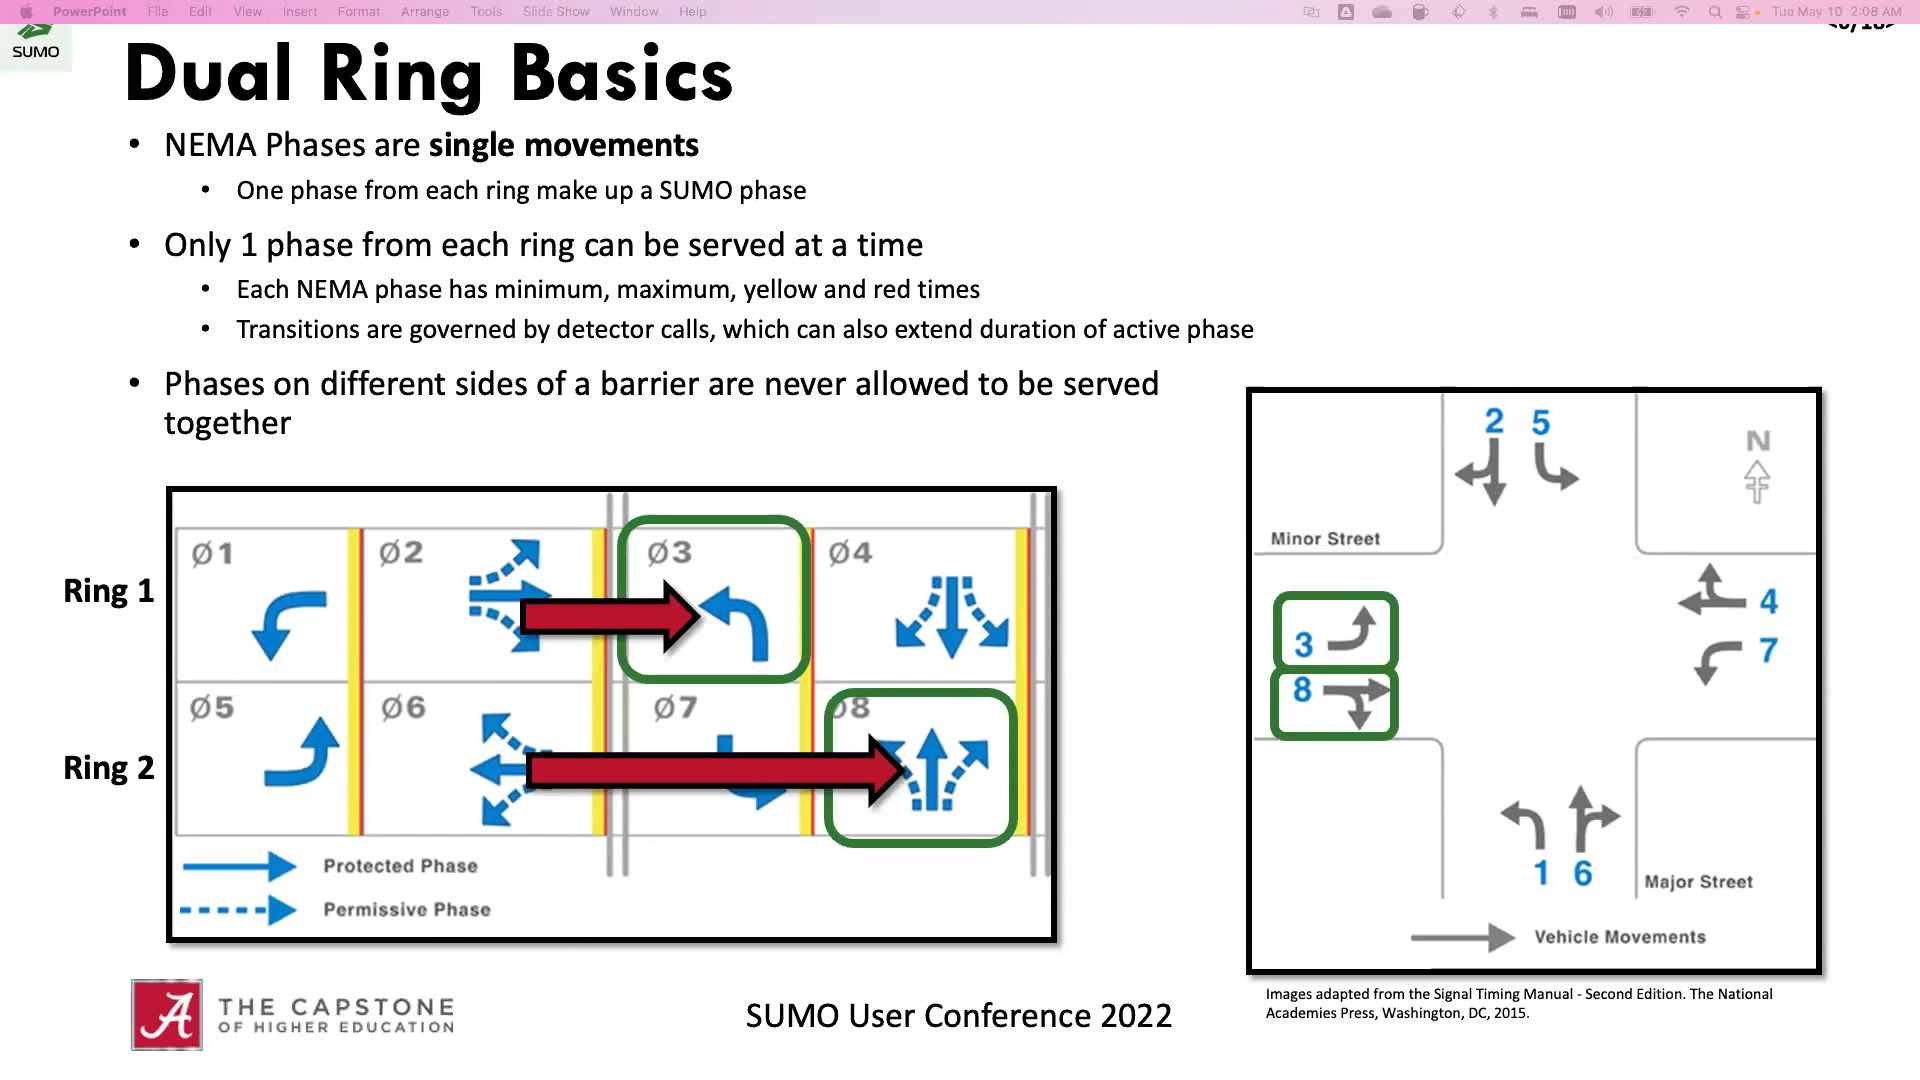 PowerPoint File Edit View Insert Format Arrange Tools Slide Show Window Help Tue May 10 2:08 AM
SUMO
Dual Ring Basics
• NEMA Phases are single movements
• One phase from each ring make up a SUMO phase
• Only 1 phase from each ring can be served at a time
• Each NEMA phase has minimum, maximum, yellow and red times
• Transitions are governed by detector calls, which can also extend duration of active phase
• Phases on different sides of a barrier are never allowed to be served
together
Ring 1
Ø1 Ø2 Ø3 Ø4
Ring 2
Ø5 Ø6 Ø7 Ø8
Protected Phase
Permissive Phase
2 5
N
Minor Street
4
3
7
8
1 6
Major Street
Vehicle Movements
Images adapted from the Signal Timing Manual - Second Edition. The National
Academies Press, Washington, DC, 2015.
A
THE CAPSTONE
OF HIGHER EDUCATION
SUMO User Conference 2022